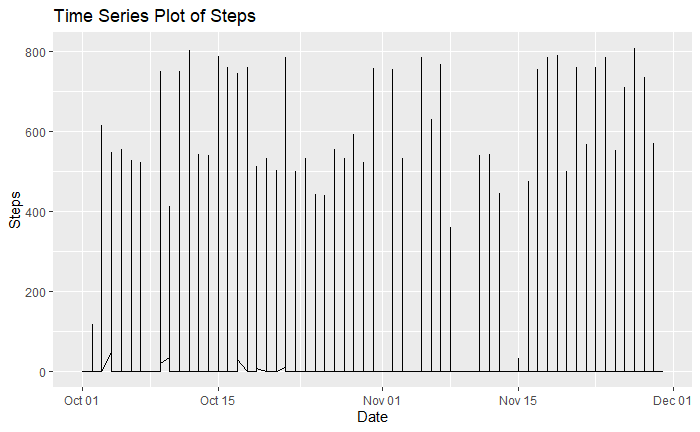 Time Series Plot of Steps
800
600
400
200
0
Steps
Oct 01
Oct 15
Nov 01
Nov 15
Dec 01
Date